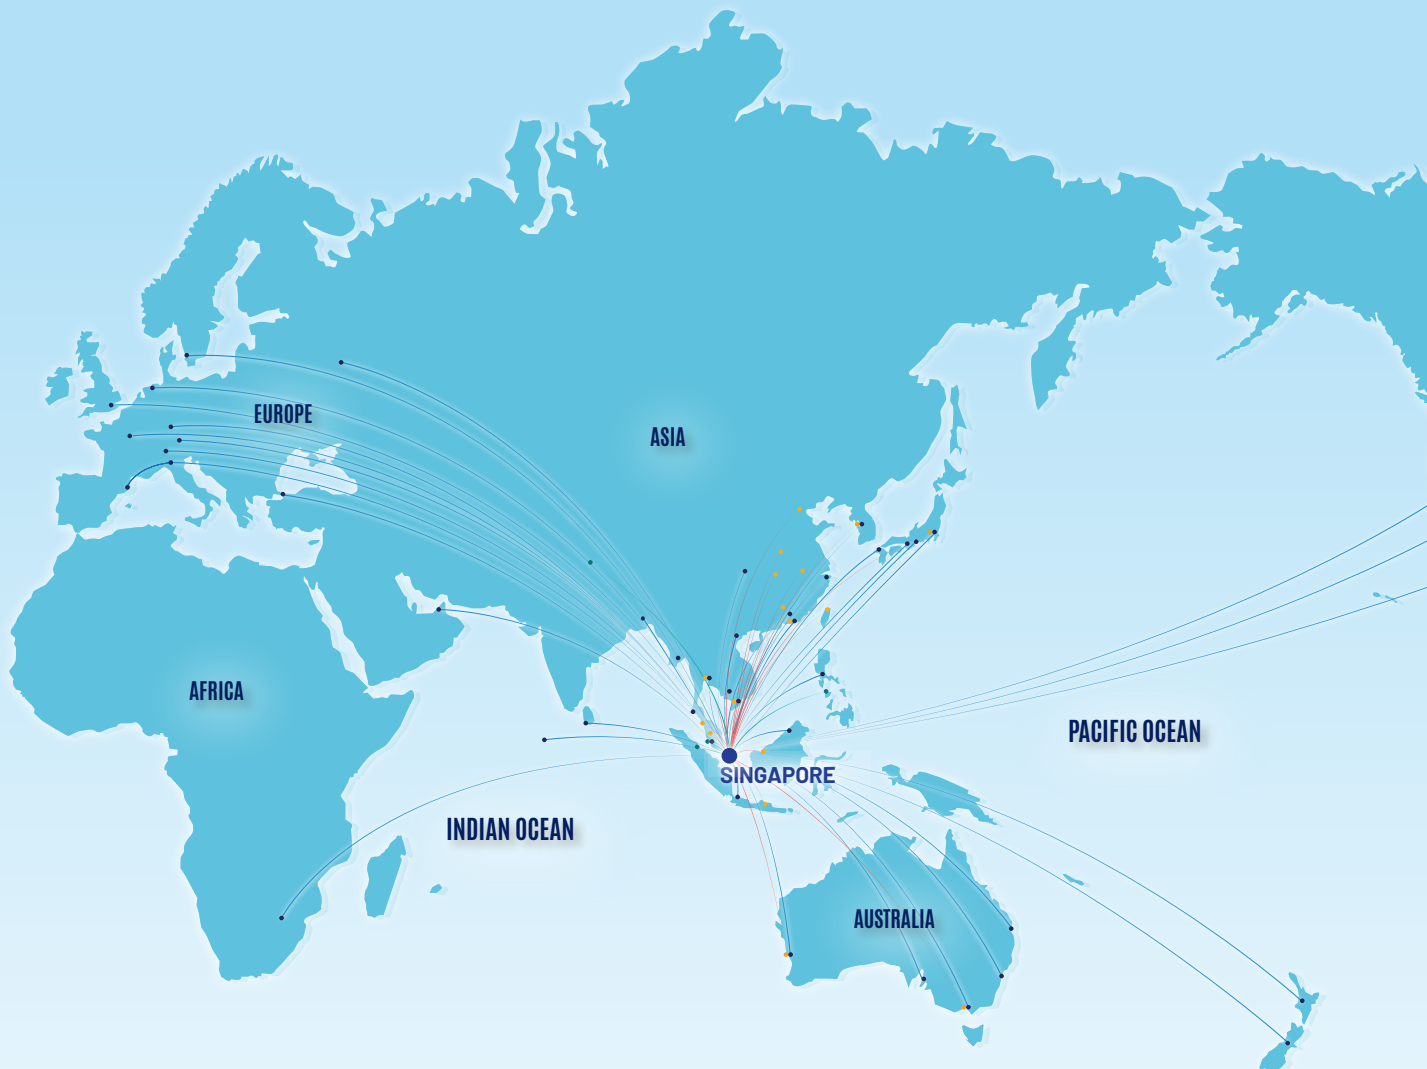 EUROPE
ASIA
AFRICA
PACIFIC OCEAN
SINGAPORE
INDIAN OCEAN
AUSTRALIA